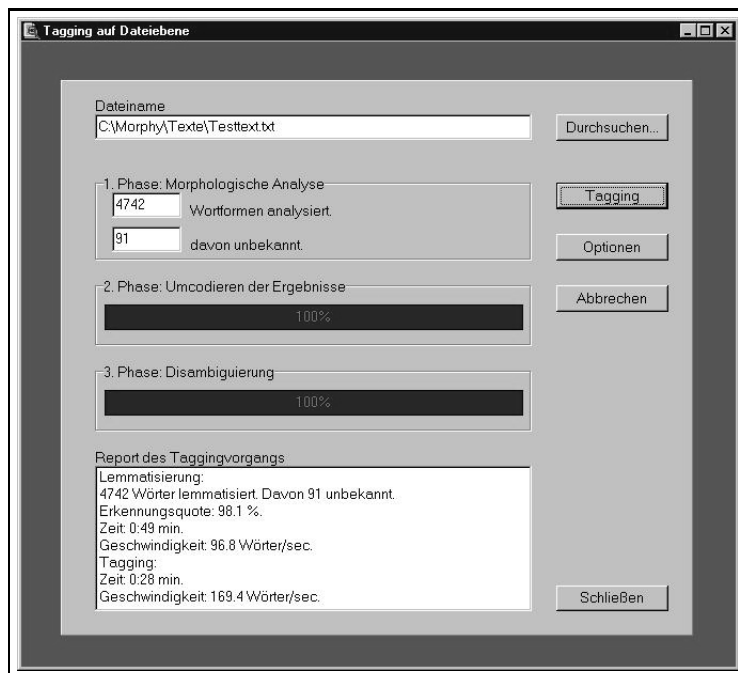 Tagging auf Dateiebene
Dateiname
C:\Morphy\Texte\Testtext.txt
Durchsuchen...
1. Phase: Morphologische Analyse
4742 Wortformen analysiert.
91 davon unbekannt.
Tagging
Optionen
Abbrechen
2. Phase: Umcodieren der Ergebnisse
100%
3. Phase: Disambiguierung
100%
Report des Taggingvorgangs
Lemmatisierung:
4742 Wörter lemmatisiert. Davon 91 unbekannt.
Erkennungsquote: 98.1 %.
Zeit: 0:49 min.
Geschwindigkeit: 96.8 Wörter/sec.
Tagging:
Zeit: 0:28 min.
Geschwindigkeit: 169.4 Wörter/sec.
Schließen